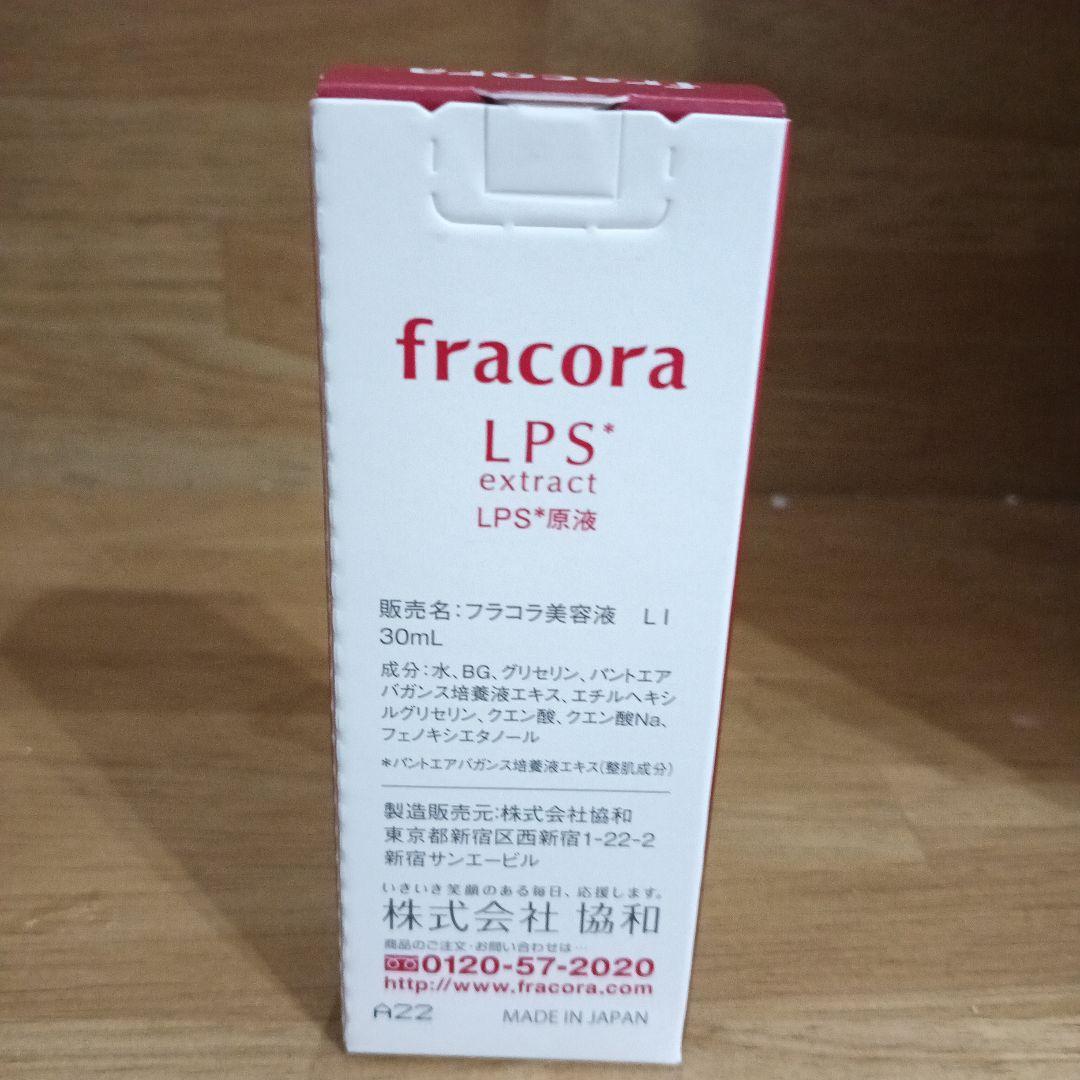 fracora
fracora
LPS*
extract
LPS*原液
販売名:フラコラ美容液 LI
30mL
成分:水、BG、グリセリン、パントエア
バガンス培養液エキス、エチルヘキシ
ルグリセリン、クエン酸、クエン酸Na、
フェノキシエタノール
*パントエアバガンス培養液エキス(整肌成分)
製造販売元:株式会社協和
東京都新宿区西新宿1-22-2
新宿サンエービル
いきいき笑顔のある毎日、応援します。
株式会社 協和
商品のご注文・お問い合わせは…
0120-57-2020
http://www.fracora.com
A22
MADE IN JAPAN